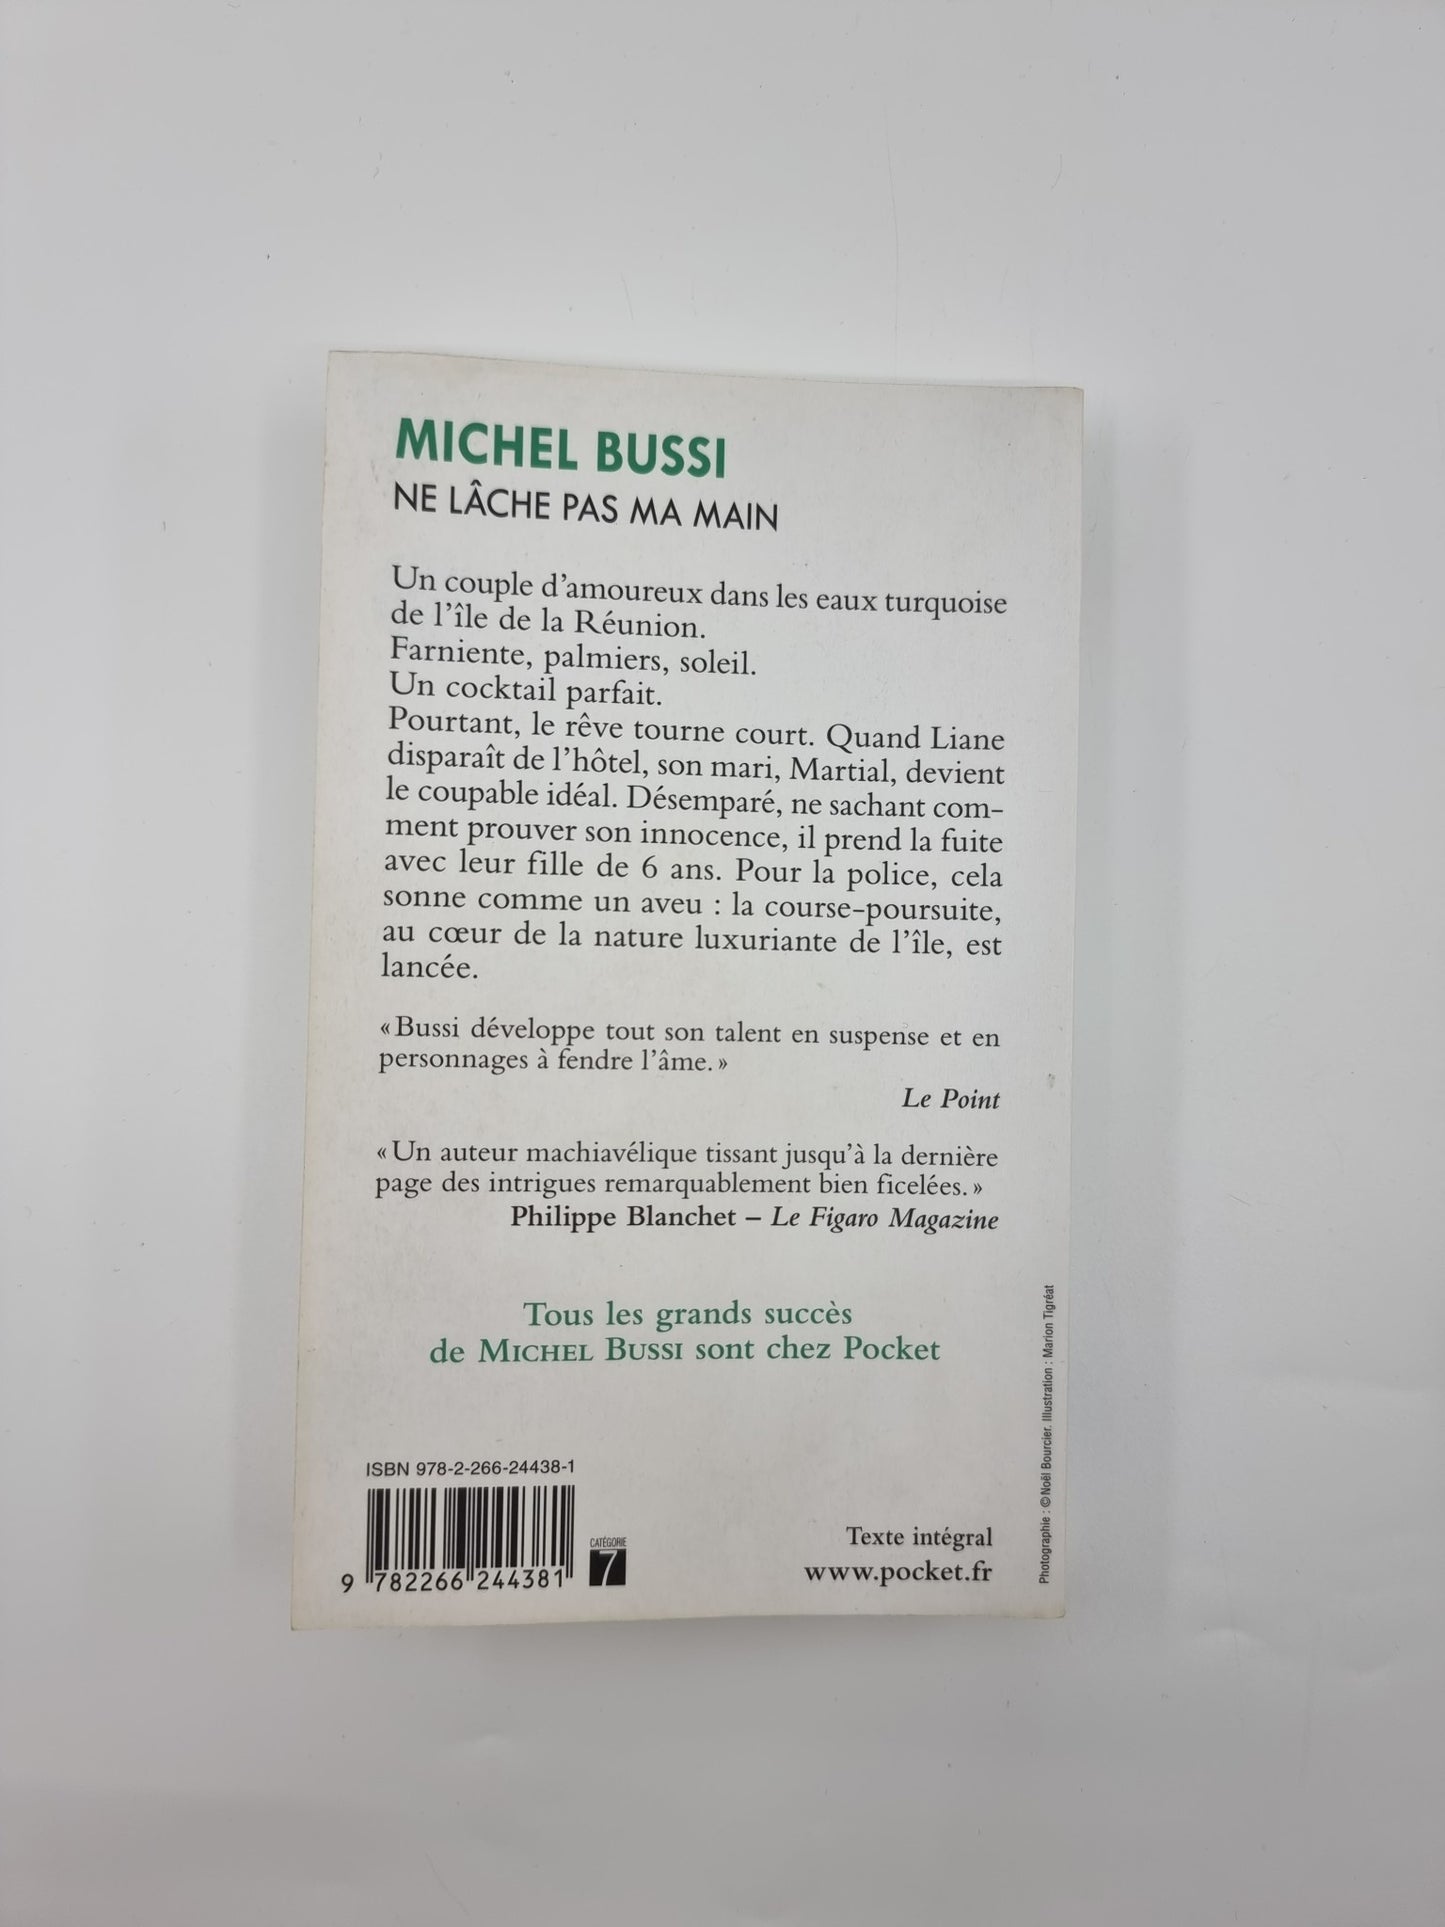 MICHEL BUSSI
NE LÂCHE PAS MA MAIN
Un couple d'amoureux dans les eaux turquoise
de l'île de la Réunion.
Farniente, palmiers, soleil.
Un cocktail parfait.
Pourtant, le rêve tourne court. Quand Liane
disparaît de l'hôtel, son mari, Martial, devient
le coupable idéal. Désemparé, ne sachant com-
ment prouver son innocence, il prend la fuite
avec leur fille de 6 ans. Pour la police, cela
sonne comme un aveu : la course-poursuite,
au cœur de la nature luxuriante de l'île, est
lancée.
« Bussi développe tout son talent en suspense et en
personnages à fendre l'âme. »
Le Point
« Un auteur machiavélique tissant jusqu'à la dernière
page des intrigues remarquablement bien ficelées. »
Philippe Blanchet – Le Figaro Magazine
Tous les grands succès
de MICHEL BUSSI sont chez Pocket
ISBN 978-2-266-24438-1
9 782266 244381
CATÉGORIE
7
Texte intégral
www.pocket.fr
Photographie : © Noël Bourcier. Illustration : Marion Tigréat